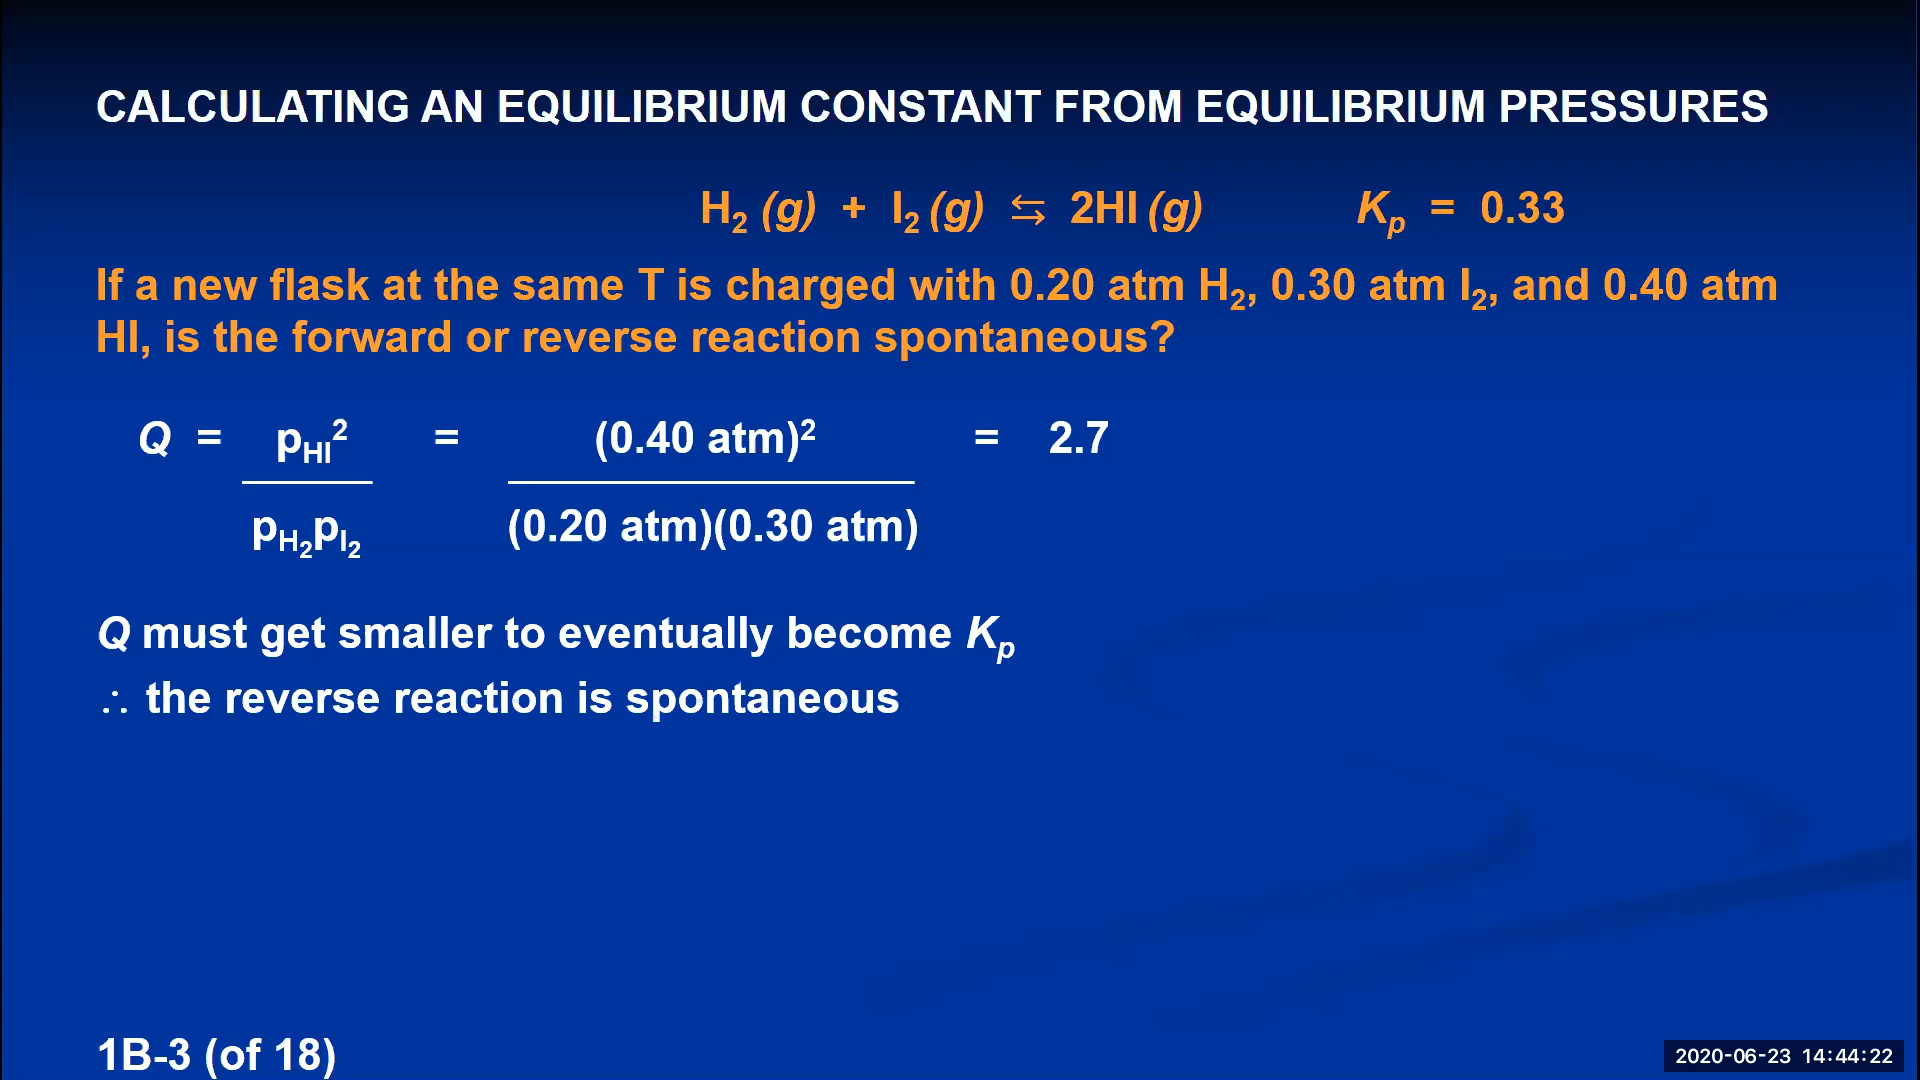 CALCULATING AN EQUILIBRIUM CONSTANT FROM EQUILIBRIUM PRESSURES
H₂ (g) + I₂ (g) ⇆ 2HI (g) Kₚ = 0.33
If a new flask at the same T is charged with 0.20 atm H₂, 0.30 atm I₂, and 0.40 atm
HI, is the forward or reverse reaction spontaneous?
Q = p_HI² = (0.40 atm)² = 2.7
p_H₂p_I₂ (0.20 atm)(0.30 atm)
Q must get smaller to eventually become Kₚ
∴ the reverse reaction is spontaneous
1B-3 (of 18)
2020-06-23 14:44:22